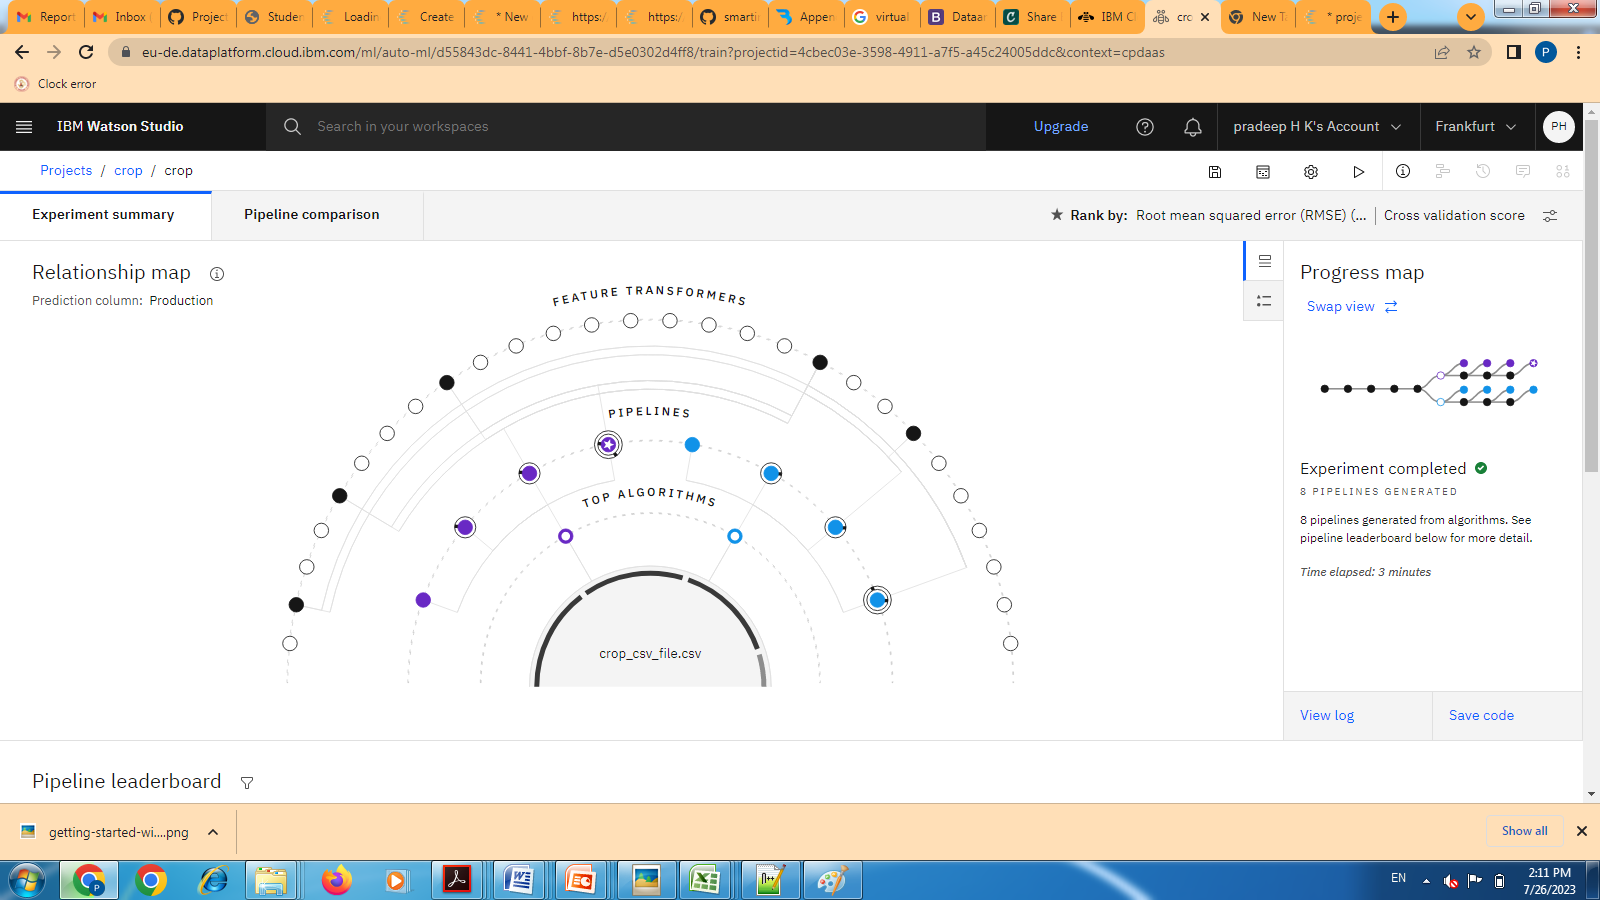 Report
Inbox
Project
Studen
Loadin
Create
* New
https:/
https:/
smartin
Appen
virtual
Dataar
Share
IBM Cl
cro
New T
* proje
eu-de.dataplatform.cloud.ibm.com/ml/auto-ml/d55843dc-8441-4bbf-8b7e-d5e0302d4ff8/train?projectid=4cbec03e-3598-4911-a7f5-a45c24005ddc&context=cpdaas
P
Clock error
IBM Watson Studio
Search in your workspaces
Upgrade
pradeep H K's Account
Frankfurt
PH
Projects / crop / crop
Experiment summary
Pipeline comparison
Rank by: Root mean squared error (RMSE) (... | Cross validation score
Relationship map
Prediction column: Production
FEATURE TRANSFORMERS
PIPELINES
TOP ALGORITHMS
crop_csv_file.csv
Progress map
Swap view
Experiment completed
8 PIPELINES GENERATED
8 pipelines generated from algorithms. See
pipeline leaderboard below for more detail.
Time elapsed: 3 minutes
View log
Save code
Pipeline leaderboard
getting-started-wi....png
Show all
EN
2:11 PM
7/26/2023